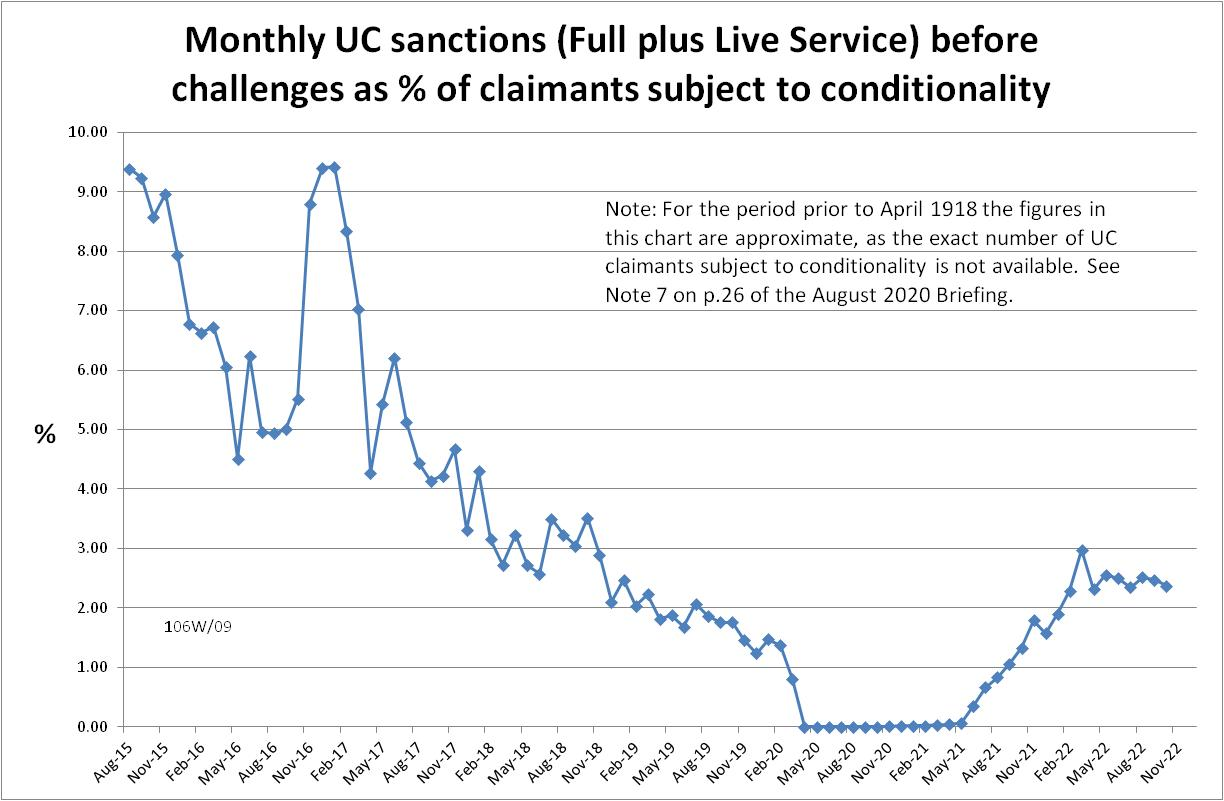 Monthly UC sanctions (Full plus Live Service) before
challenges as % of claimants subject to conditionality
10.00
9.00
8.00
7.00
6.00
5.00
4.00
3.00
2.00
1.00
0.00
%
Note: For the period prior to April 1918 the figures in
this chart are approximate, as the exact number of UC
claimants subject to conditionality is not available. See
Note 7 on p.26 of the August 2020 Briefing.
106W/09
Aug-15
Nov-15
Feb-16
May-16
Aug-16
Nov-16
Feb-17
May-17
Aug-17
Nov-17
Feb-18
May-18
Aug-18
Nov-18
Feb-19
May-19
Aug-19
Nov-19
Feb-20
May-20
Aug-20
Nov-20
Feb-21
May-21
Aug-21
Nov-21
Feb-22
May-22
Aug-22
Nov-22